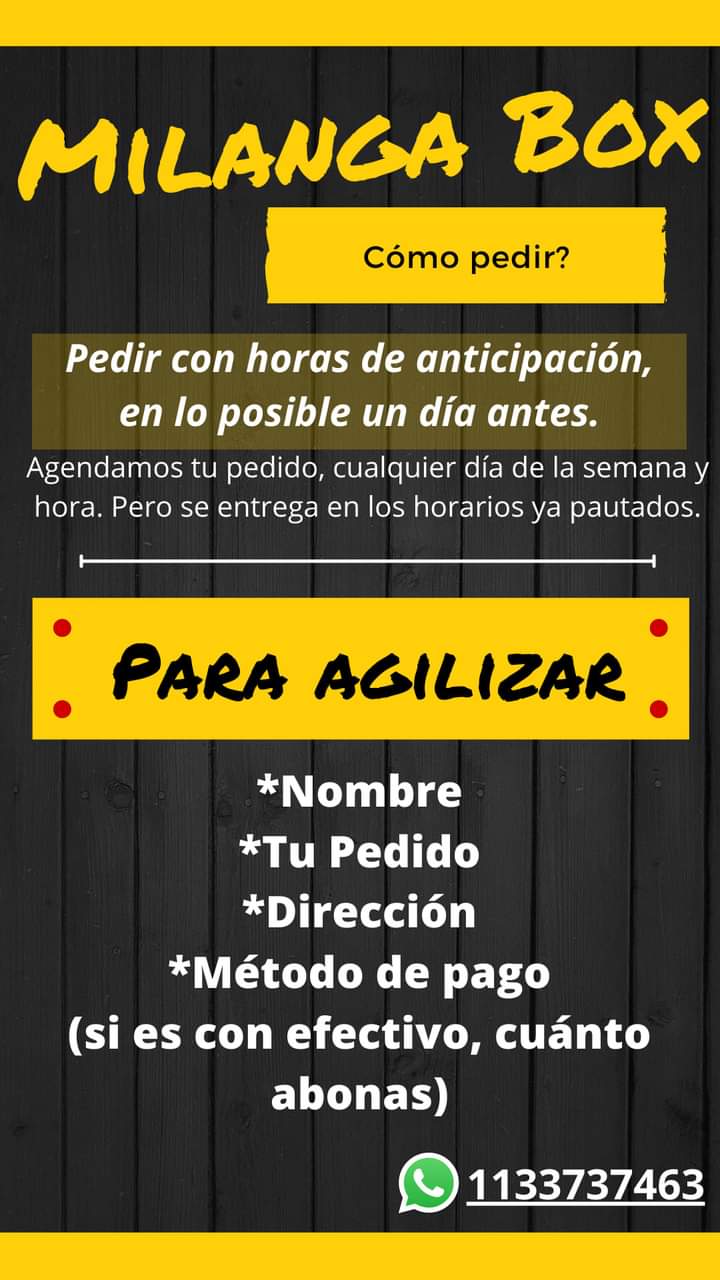 Milanga Box
Cómo pedir?
Pedir con horas de anticipación,
en lo posible un día antes.
Agendamos tu pedido, cualquier día de la semana y
hora. Pero se entrega en los horarios ya pautados.
Para agilizar
*Nombre
*Tu Pedido
*Dirección
*Método de pago
(si es con efectivo, cuánto
abonas)
1133737463